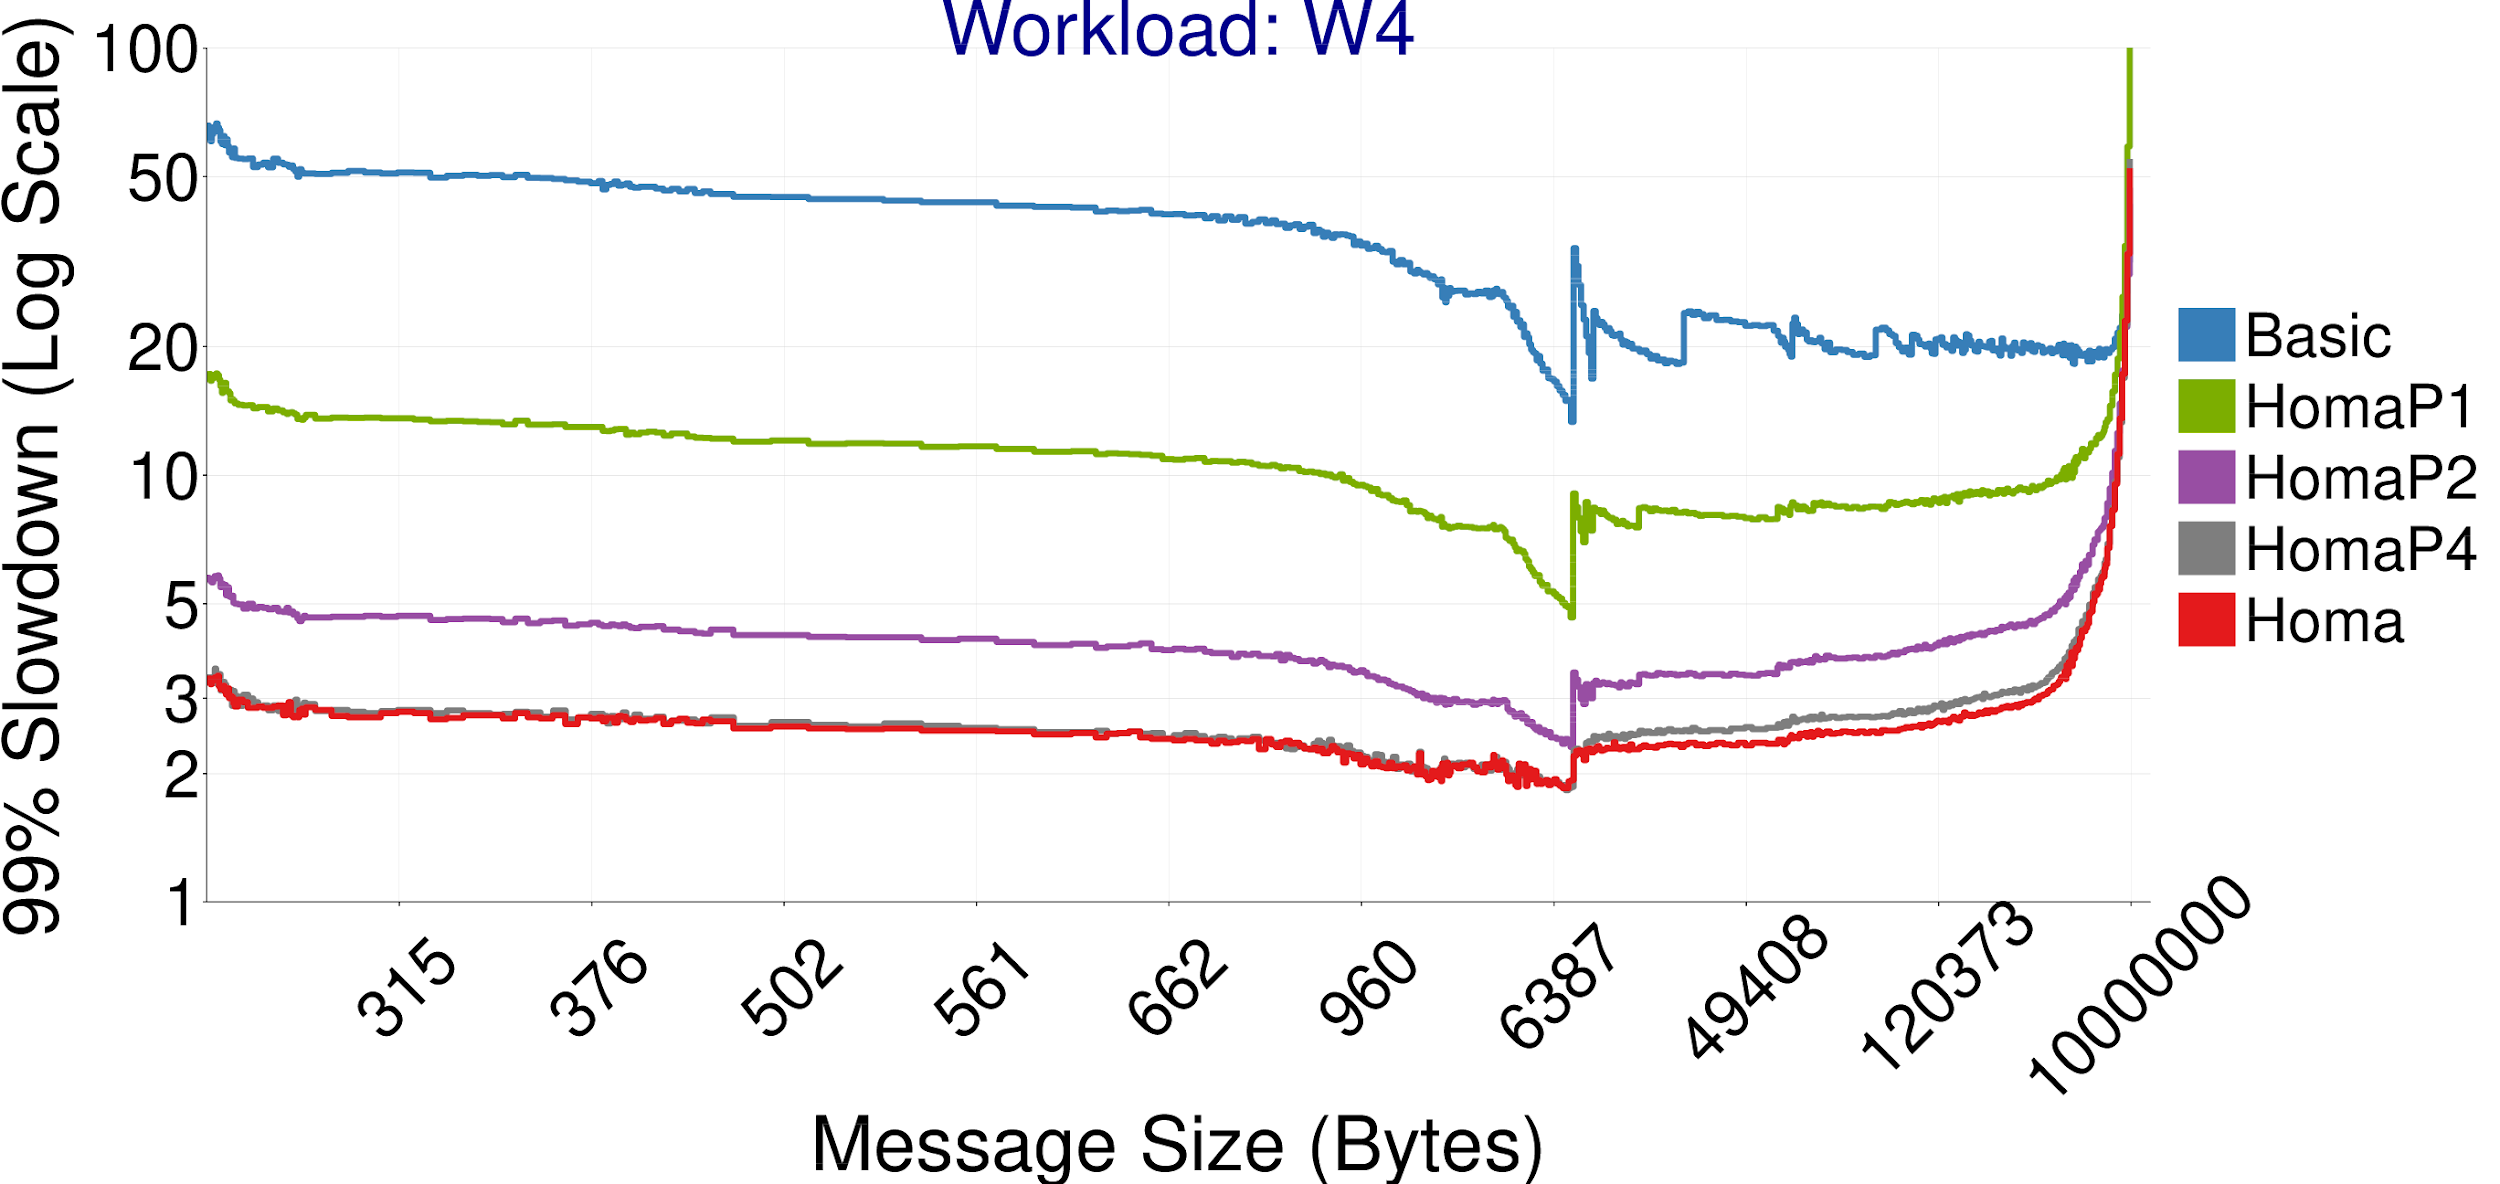 Workload: W4
99% Slowdown (Log Scale)
100
50
20
10
5
3
2
1
315
376
502
561
662
960
6387
49408
120373
10000000
Message Size (Bytes)
Basic
HomaP1
HomaP2
HomaP4
Homa